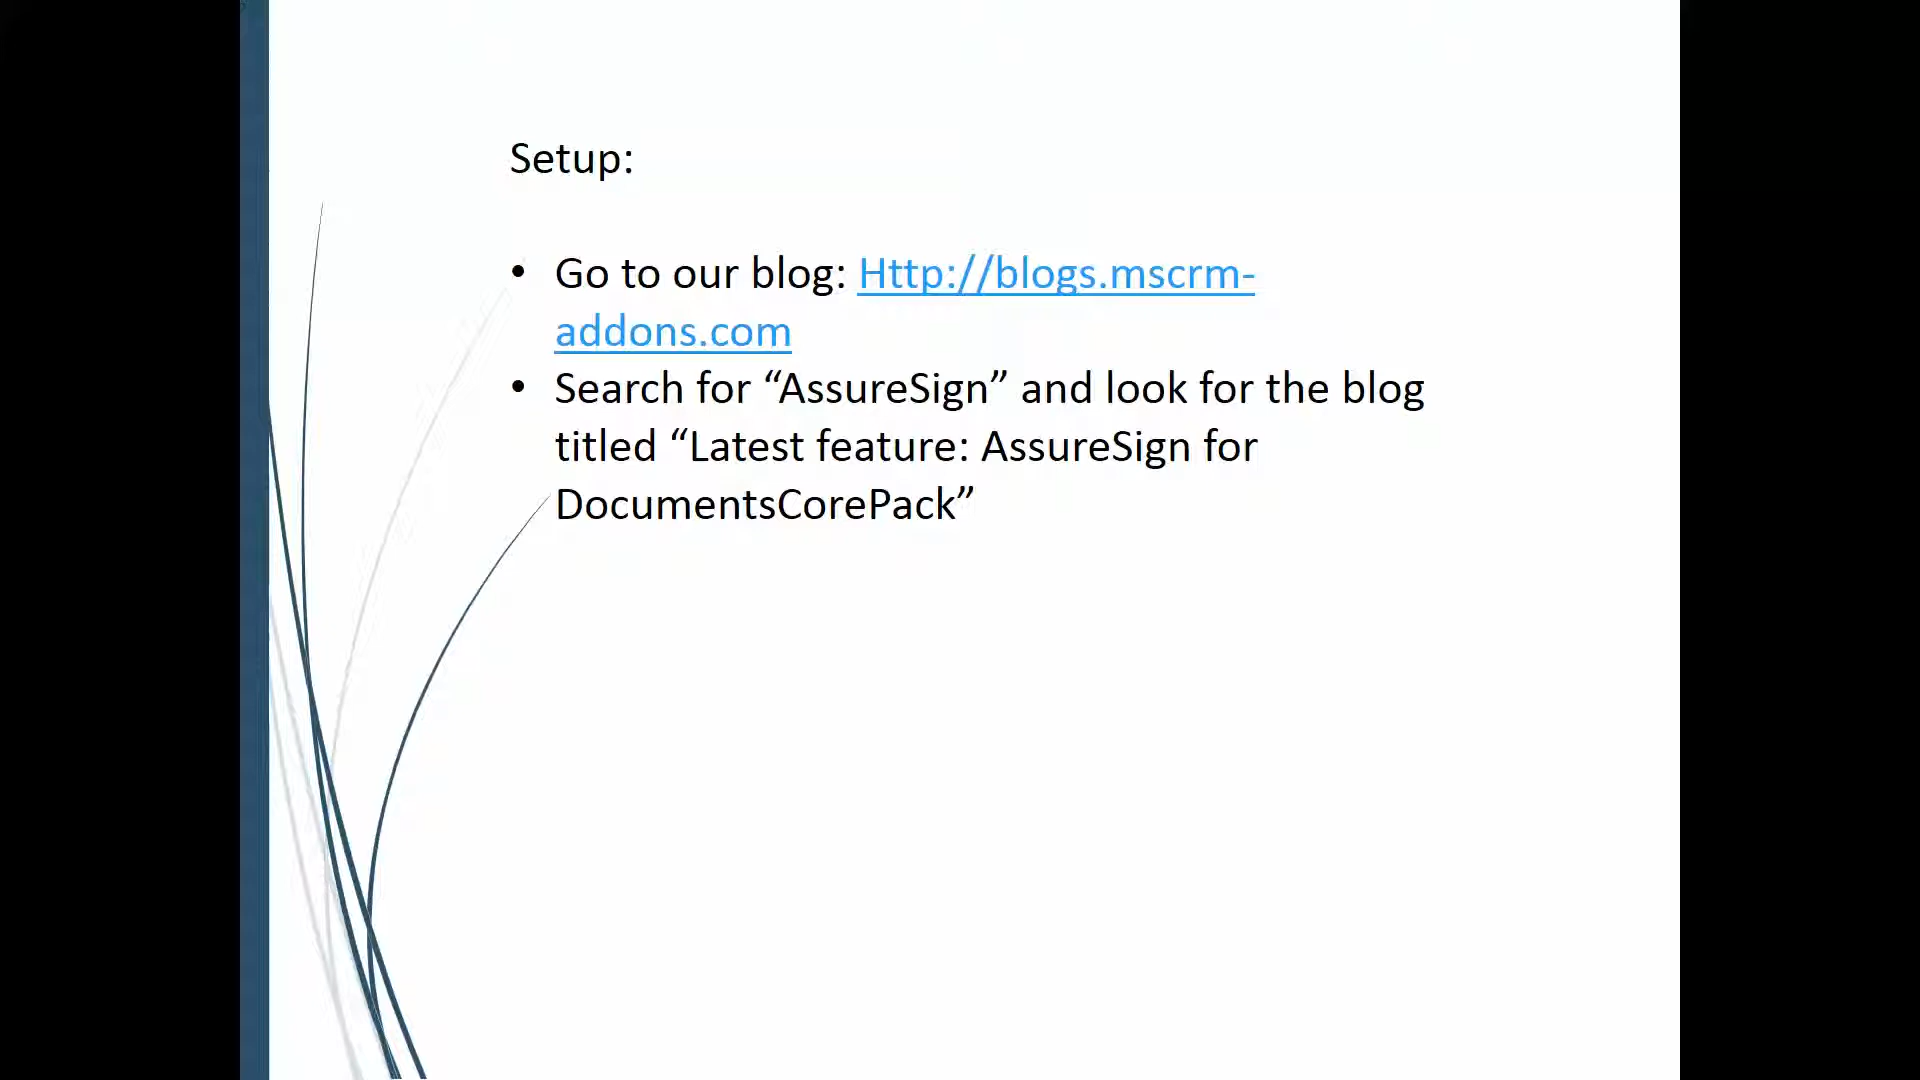 Setup:
• Go to our blog: Http://blogs.mscrm-
addons.com
• Search for “AssureSign” and look for the blog
titled “Latest feature: AssureSign for
DocumentsCorePack”